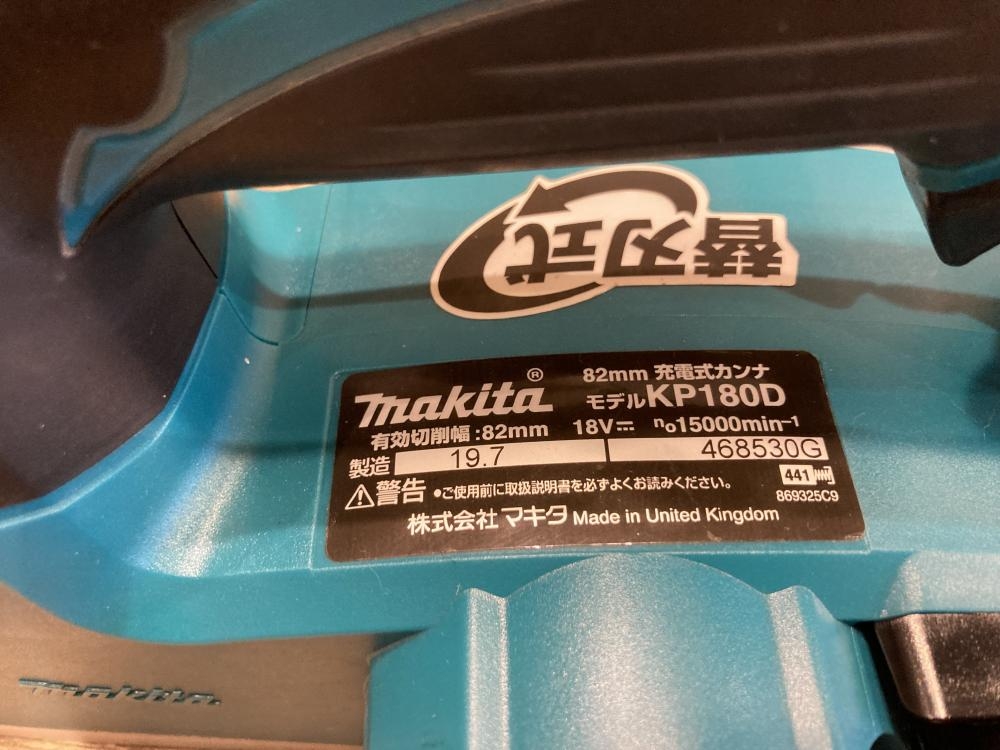 替刃式
makita®
82mm 充電式カンナ
モデルKP180D
有効切削幅:82mm 18V⎓ n₀15000min⁻¹
製造 19.7 468530G
⚠警告 •ご使用前に取扱説明書を必ずよくお読みください。
441
869325C9
株式会社 マキタ Made in United Kingdom
makita